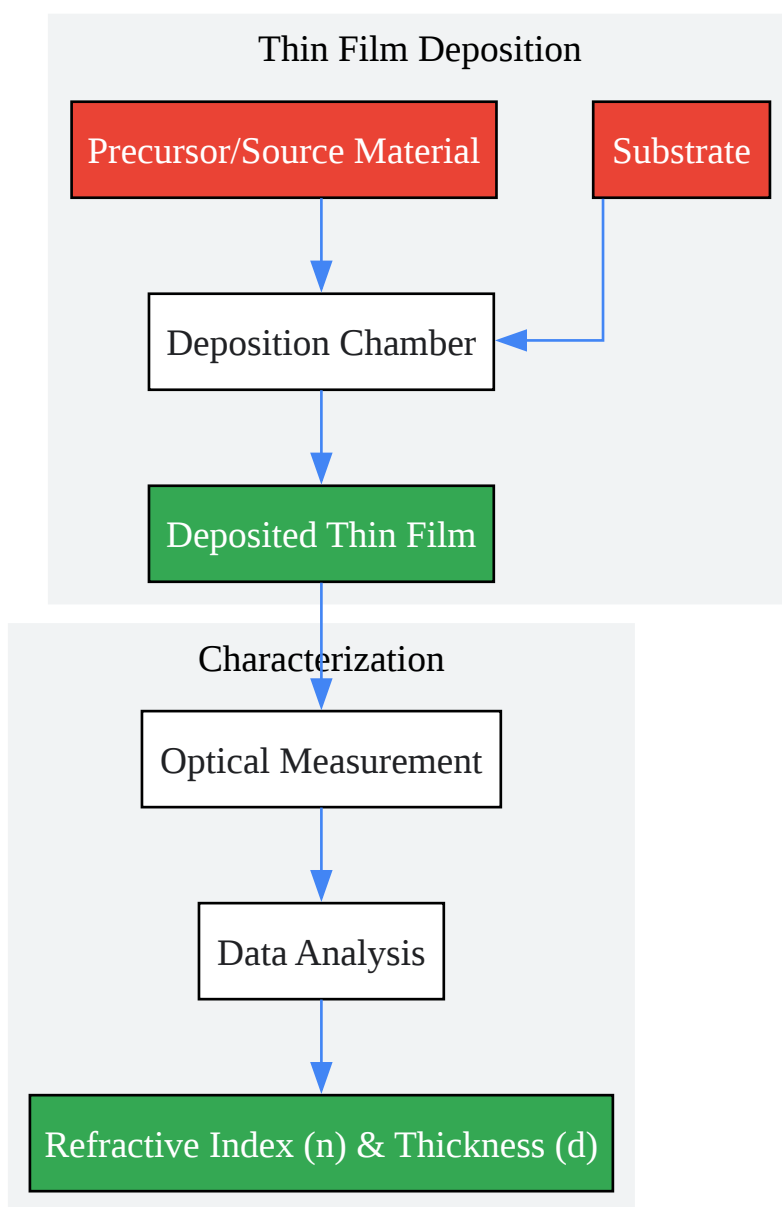 Thin Film Deposition
Precursor/Source Material
Substrate
Deposition Chamber
Deposited Thin Film
Characterization
Optical Measurement
Data Analysis
Refractive Index (n) & Thickness (d)